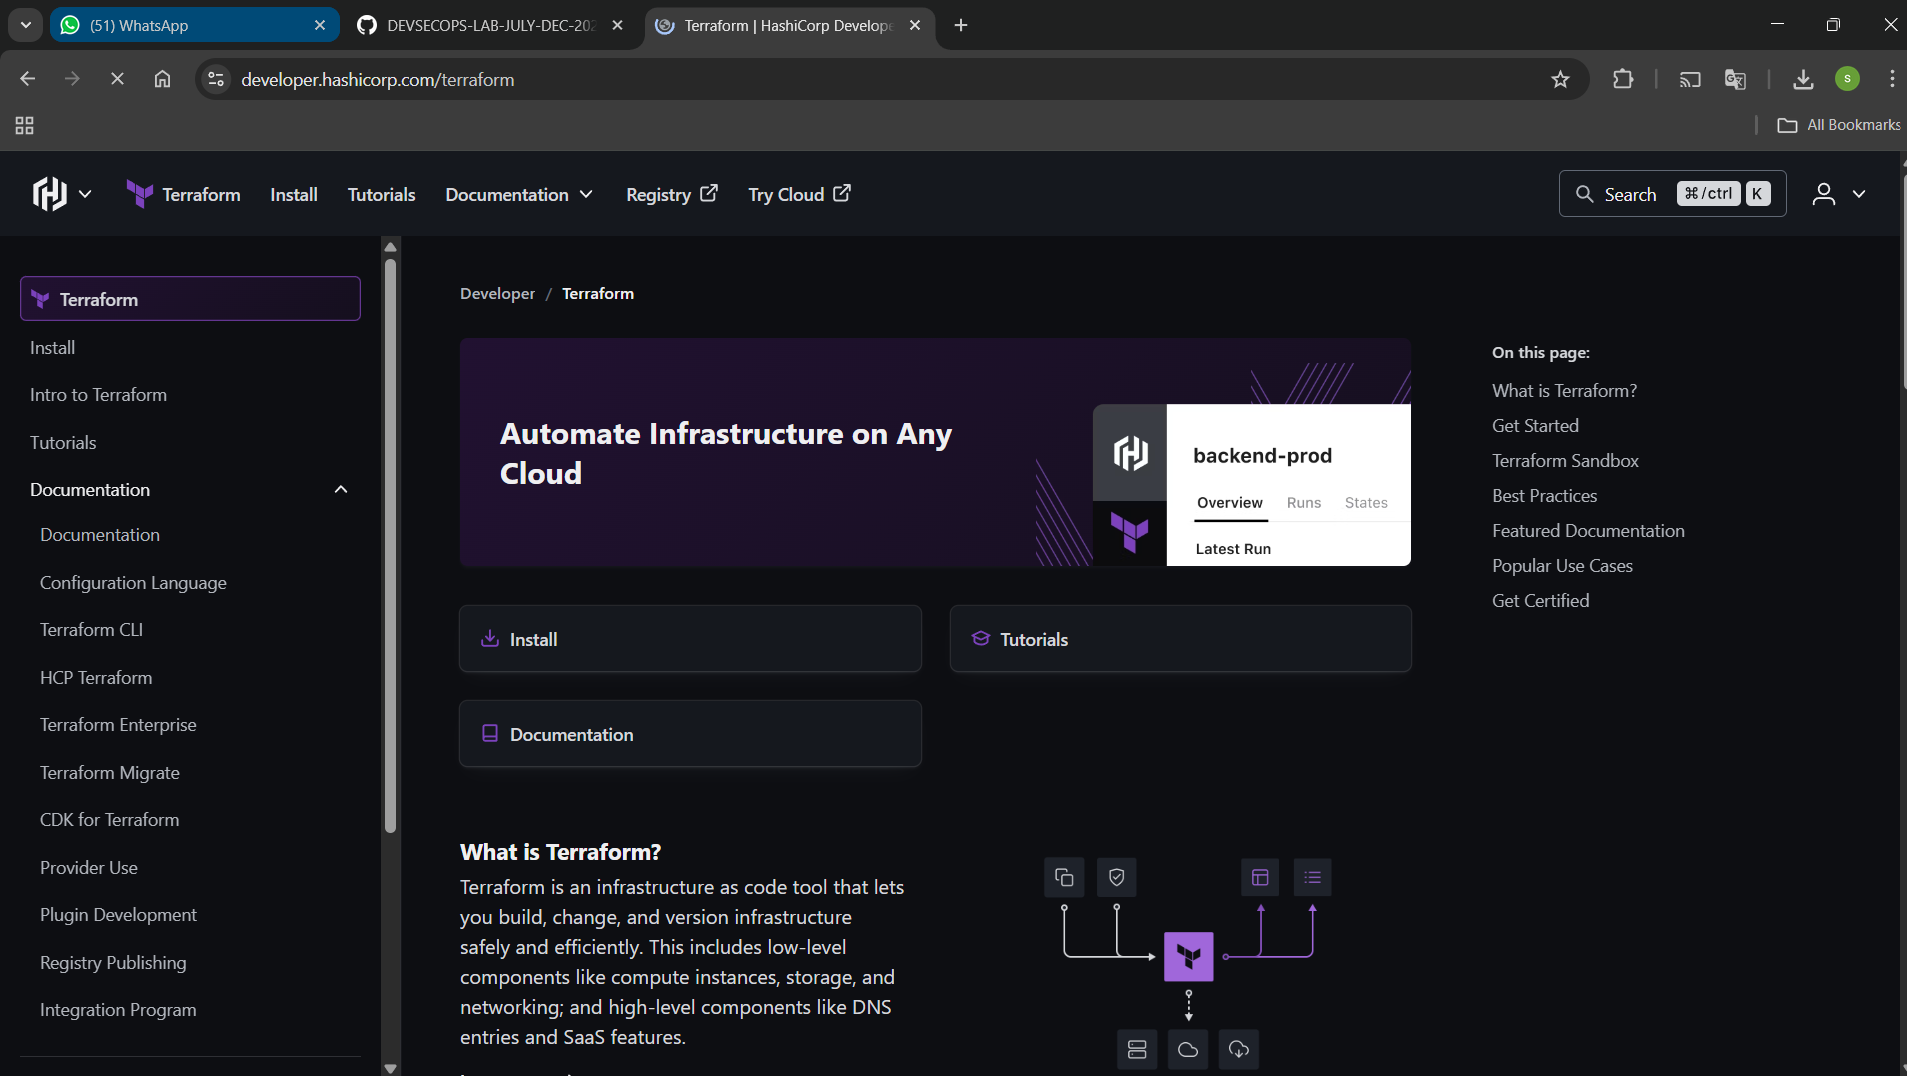 (51) WhatsApp
DEVSECOPS-LAB-JULY-DEC-202
Terraform | HashiCorp Develope
developer.hashicorp.com/terraform
All Bookmarks
Terraform
Install
Tutorials
Documentation
Registry
Try Cloud
Search
⌘/ctrl
K
S
Terraform
Install
Intro to Terraform
Tutorials
Documentation
Documentation
Configuration Language
Terraform CLI
HCP Terraform
Terraform Enterprise
Terraform Migrate
CDK for Terraform
Provider Use
Plugin Development
Registry Publishing
Integration Program
Developer / Terraform
Automate Infrastructure on Any
Cloud
backend-prod
Overview Runs States
Latest Run
Install
Tutorials
Documentation
What is Terraform?
Terraform is an infrastructure as code tool that lets
you build, change, and version infrastructure
safely and efficiently. This includes low-level
components like compute instances, storage, and
networking; and high-level components like DNS
entries and SaaS features.
On this page:
What is Terraform?
Get Started
Terraform Sandbox
Best Practices
Featured Documentation
Popular Use Cases
Get Certified